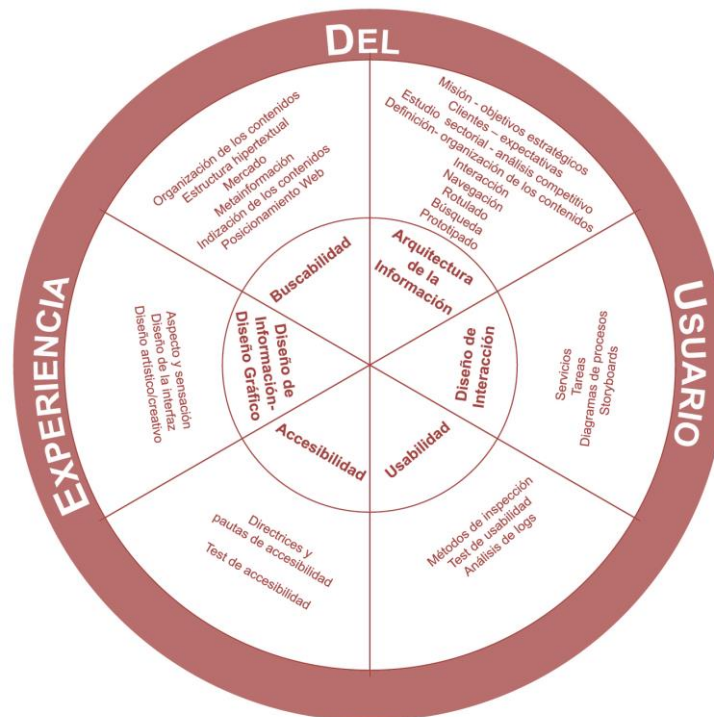 EXPERIENCIA
DEL
USUARIO
Organización de los contenidos
Estructura hipertextual
Mercado
Metainformación
Indización de los contenidos
Posicionamiento Web
Buscabilidad
Misión - objetivos estratégicos
Clientes – expectativas
Estudio sectorial - análisis competitivo
Definición- organización de los contenidos
Interacción
Navegación
Rotulado
Búsqueda
Prototipado
Arquitectura
de la
Información
Diseño de
Interacción
Servicios
Tareas
Diagramas de procesos
Storyboards
Usabilidad
Métodos de inspección
Test de usabilidad
Análisis de logs
Accesibilidad
Directrices y
pautas de accesibilidad
Test de accesibilidad
Diseño de
Información-
Diseño Gráfico
Aspecto y sensación
Diseño de la interfaz
Diseño artístico/creativo